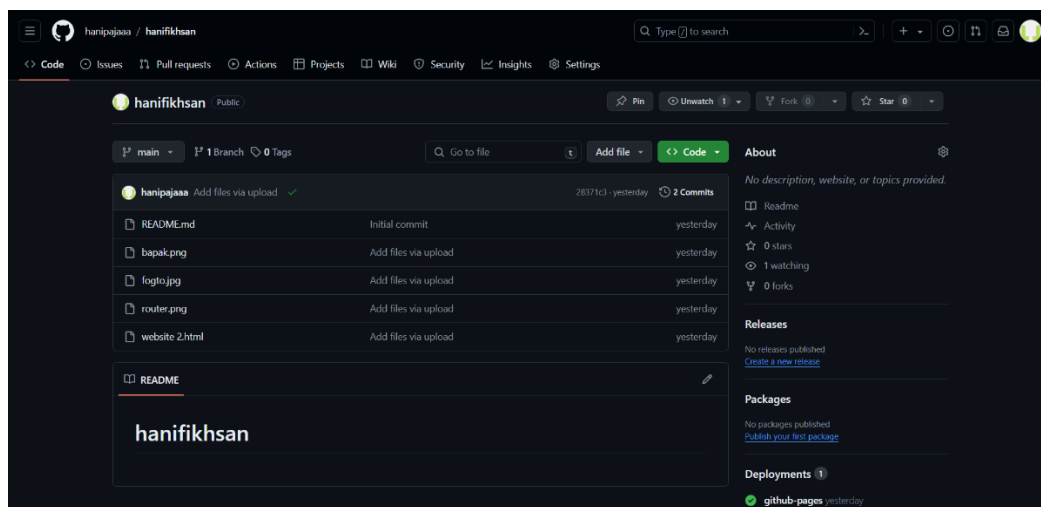 hanipajaaa / hanifikhsan
Type / to search
Code Issues Pull requests Actions Projects Wiki Security Insights Settings
hanifikhsan Public
Pin Unwatch 1 Fork 0 Star 0
main 1 Branch 0 Tags
Go to file t Add file Code
hanipajaaa Add files via upload 28371c3 · yesterday 2 Commits
README.md Initial commit yesterday
bapak.png Add files via upload yesterday
fogto.jpg Add files via upload yesterday
router.png Add files via upload yesterday
website 2.html Add files via upload yesterday
README
hanifikhsan
About
No description, website, or topics provided.
Readme
Activity
0 stars
1 watching
0 forks
Releases
No releases published
Create a new release
Packages
No packages published
Publish your first package
Deployments 1
github-pages yesterday